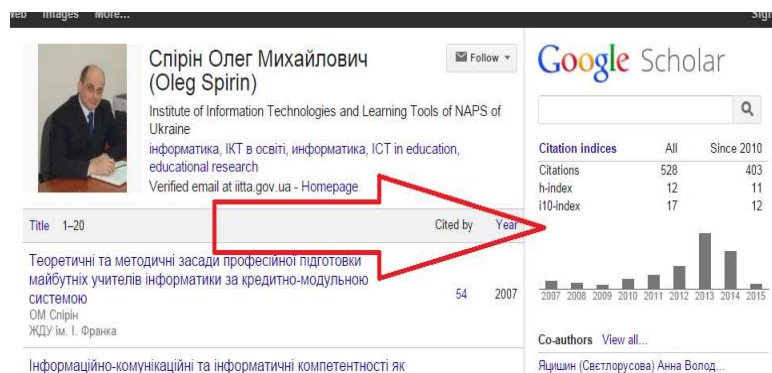 Web Images More...
Sign
Спірін Олег Михайлович
(Oleg Spirin)
Follow
Institute of Information Technologies and Learning Tools of NAPS of
Ukraine
інформатика, ІКТ в освіті, информатика, ICT in education,
educational research
Verified email at iitta.gov.ua - Homepage
Title 1–20 Cited by Year
Теоретичні та методичні засади професійної підготовки
майбутніх учителів інформатики за кредитно-модульною
системою
54 2007
ОМ Спірін
ЖДУ ім. І. Франка
Інформаційно-комунікаційні та інформатичні компетентності як
Google Scholar
Citation indices All Since 2010
Citations 528 403
h-index 12 11
i10-index 17 12
2007 2008 2009 2010 2011 2012 2013 2014 2015
Co-authors View all...
Яцишин (Светлорусова) Анна Волод...